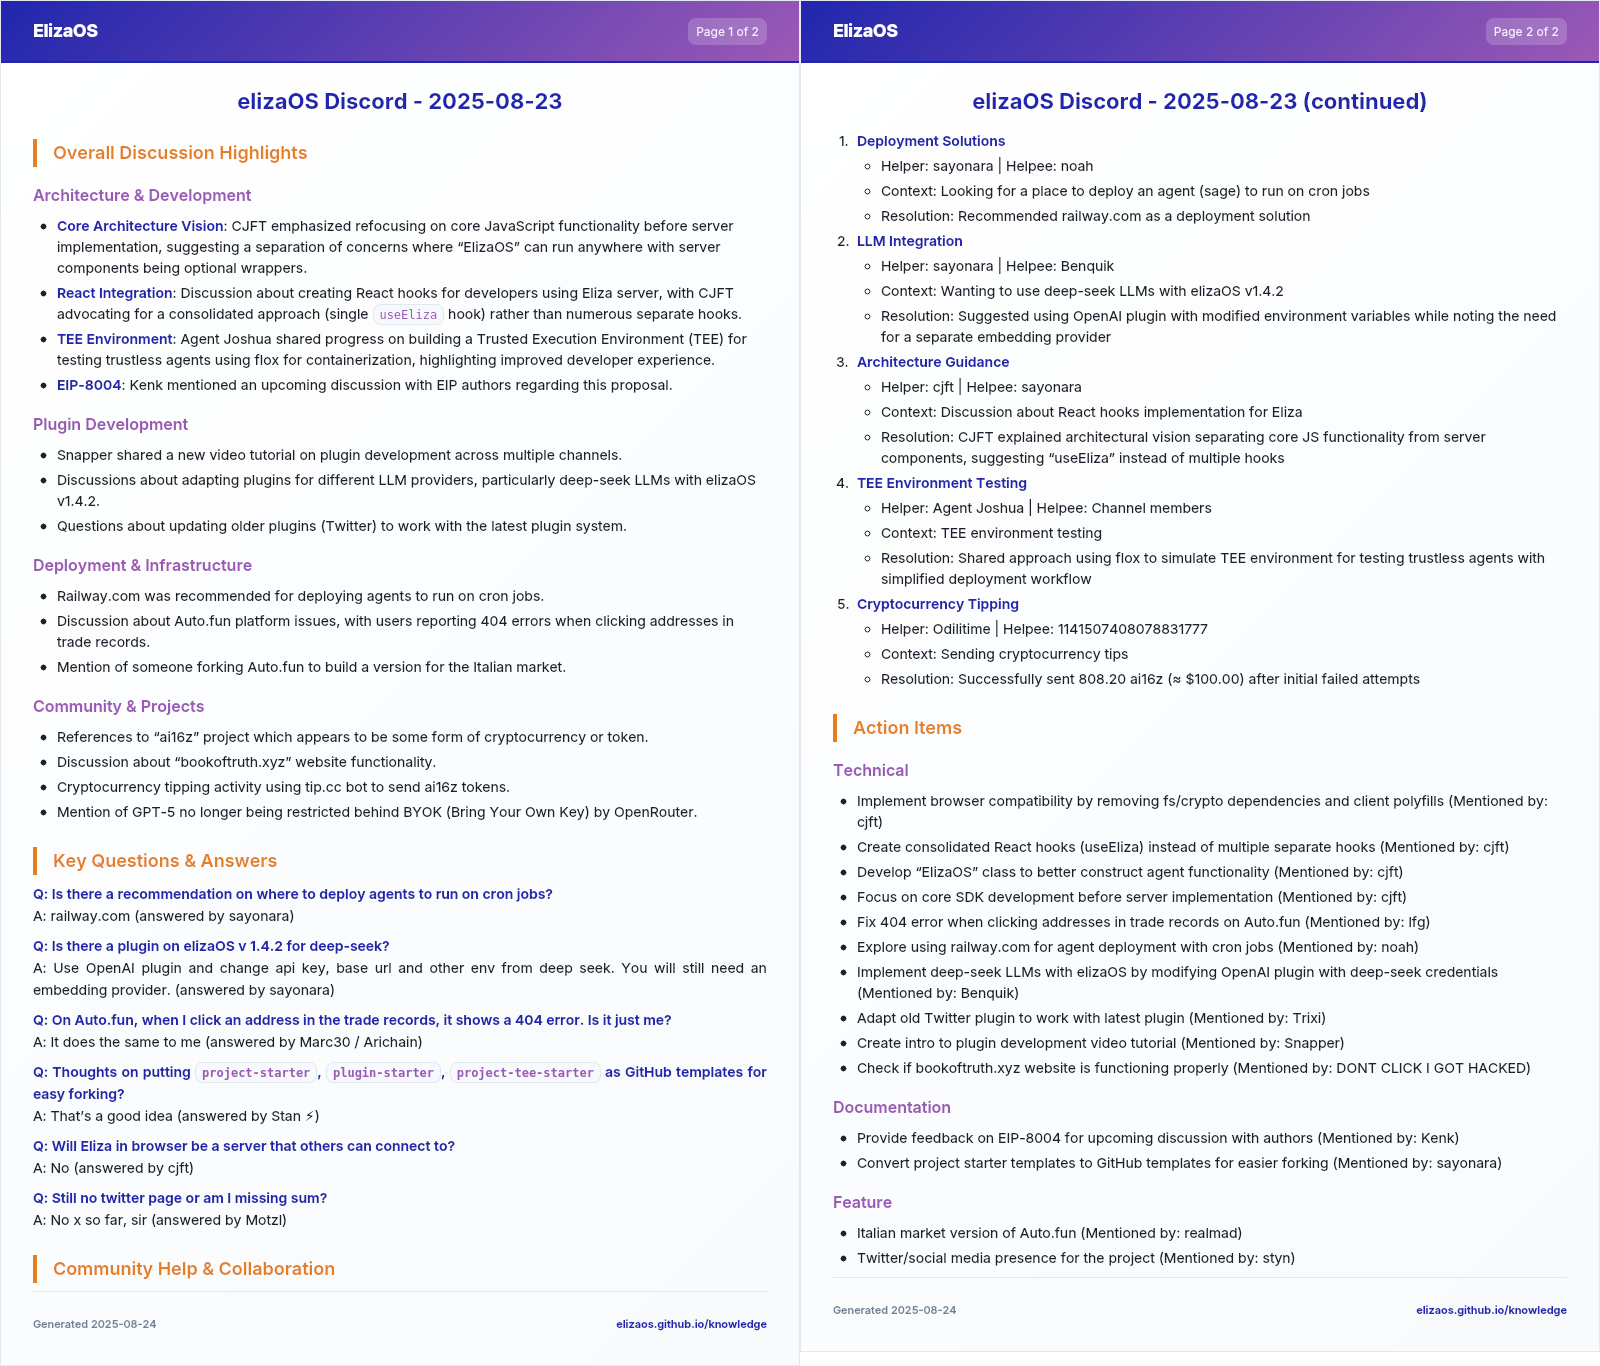 ElizaOS
Page 1 of 2
elizaOS Discord - 2025-08-23
Overall Discussion Highlights
Architecture & Development
• Core Architecture Vision: CJFT emphasized refocusing on core JavaScript functionality before server
implementation, suggesting a separation of concerns where “ElizaOS” can run anywhere with server
components being optional wrappers.
• React Integration: Discussion about creating React hooks for developers using Eliza server, with CJFT
advocating for a consolidated approach (single useEliza hook) rather than numerous separate hooks.
• TEE Environment: Agent Joshua shared progress on building a Trusted Execution Environment (TEE) for
testing trustless agents using flox for containerization, highlighting improved developer experience.
• EIP-8004: Kenk mentioned an upcoming discussion with EIP authors regarding this proposal.
Plugin Development
• Snapper shared a new video tutorial on plugin development across multiple channels.
• Discussions about adapting plugins for different LLM providers, particularly deep-seek LLMs with elizaOS
v1.4.2.
• Questions about updating older plugins (Twitter) to work with the latest plugin system.
Deployment & Infrastructure
• Railway.com was recommended for deploying agents to run on cron jobs.
• Discussion about Auto.fun platform issues, with users reporting 404 errors when clicking addresses in
trade records.
• Mention of someone forking Auto.fun to build a version for the Italian market.
Community & Projects
• References to “ai16z” project which appears to be some form of cryptocurrency or token.
• Discussion about “bookoftruth.xyz” website functionality.
• Cryptocurrency tipping activity using tip.cc bot to send ai16z tokens.
• Mention of GPT-5 no longer being restricted behind BYOK (Bring Your Own Key) by OpenRouter.
Key Questions & Answers
Q: Is there a recommendation on where to deploy agents to run on cron jobs?
A: railway.com (answered by sayonara)
Q: Is there a plugin on elizaOS v 1.4.2 for deep-seek?
A: Use OpenAI plugin and change api key, base url and other env from deep seek. You will still need an
embedding provider. (answered by sayonara)
Q: On Auto.fun, when I click an address in the trade records, it shows a 404 error. Is it just me?
A: It does the same to me (answered by Marc30 / Arichain)
Q: Thoughts on putting project-starter, plugin-starter, project-tee-starter as GitHub templates for
easy forking?
A: That’s a good idea (answered by Stan ⚡)
Q: Will Eliza in browser be a server that others can connect to?
A: No (answered by cjft)
Q: Still no twitter page or am I missing sum?
A: No x so far, sir (answered by Motzl)
Community Help & Collaboration
Generated 2025-08-24
elizaos.github.io/knowledge
ElizaOS
Page 2 of 2
elizaOS Discord - 2025-08-23 (continued)
1. Deployment Solutions
◦ Helper: sayonara | Helpee: noah
◦ Context: Looking for a place to deploy an agent (sage) to run on cron jobs
◦ Resolution: Recommended railway.com as a deployment solution
2. LLM Integration
◦ Helper: sayonara | Helpee: Benquik
◦ Context: Wanting to use deep-seek LLMs with elizaOS v1.4.2
◦ Resolution: Suggested using OpenAI plugin with modified environment variables while noting the need
for a separate embedding provider
3. Architecture Guidance
◦ Helper: cjft | Helpee: sayonara
◦ Context: Discussion about React hooks implementation for Eliza
◦ Resolution: CJFT explained architectural vision separating core JS functionality from server
components, suggesting “useEliza” instead of multiple hooks
4. TEE Environment Testing
◦ Helper: Agent Joshua | Helpee: Channel members
◦ Context: TEE environment testing
◦ Resolution: Shared approach using flox to simulate TEE environment for testing trustless agents with
simplified deployment workflow
5. Cryptocurrency Tipping
◦ Helper: Odilitime | Helpee: 1141507408078831777
◦ Context: Sending cryptocurrency tips
◦ Resolution: Successfully sent 808.20 ai16z (≈ $100.00) after initial failed attempts
Action Items
Technical
• Implement browser compatibility by removing fs/crypto dependencies and client polyfills (Mentioned by:
cjft)
• Create consolidated React hooks (useEliza) instead of multiple separate hooks (Mentioned by: cjft)
• Develop “ElizaOS” class to better construct agent functionality (Mentioned by: cjft)
• Focus on core SDK development before server implementation (Mentioned by: cjft)
• Fix 404 error when clicking addresses in trade records on Auto.fun (Mentioned by: lfg)
• Explore using railway.com for agent deployment with cron jobs (Mentioned by: noah)
• Implement deep-seek LLMs with elizaOS by modifying OpenAI plugin with deep-seek credentials
(Mentioned by: Benquik)
• Adapt old Twitter plugin to work with latest plugin (Mentioned by: Trixi)
• Create intro to plugin development video tutorial (Mentioned by: Snapper)
• Check if bookoftruth.xyz website is functioning properly (Mentioned by: DONT CLICK I GOT HACKED)
Documentation
• Provide feedback on EIP-8004 for upcoming discussion with authors (Mentioned by: Kenk)
• Convert project starter templates to GitHub templates for easier forking (Mentioned by: sayonara)
Feature
• Italian market version of Auto.fun (Mentioned by: realmad)
• Twitter/social media presence for the project (Mentioned by: styn)
Generated 2025-08-24
elizaos.github.io/knowledge